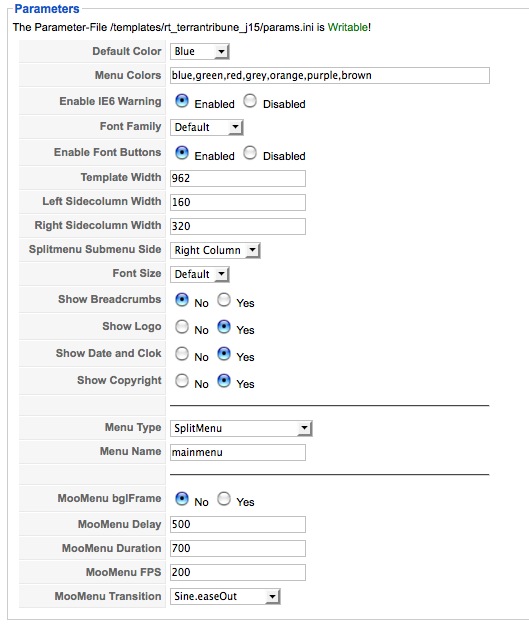 Parameters
The Parameter-File /templates/rt_terrantribune_j15/params.ini is Writable!
Default Color Blue
Menu Colors blue,green,red,grey,orange,purple,brown
Enable IE6 Warning Enabled Disabled
Font Family Default
Enable Font Buttons Enabled Disabled
Template Width 962
Left Sidecolumn Width 160
Right Sidecolumn Width 320
Splitmenu Submenu Side Right Column
Font Size Default
Show Breadcrumbs No Yes
Show Logo No Yes
Show Date and Clok No Yes
Show Copyright No Yes
Menu Type SplitMenu
Menu Name mainmenu
MooMenu bgIFrame No Yes
MooMenu Delay 500
MooMenu Duration 700
MooMenu FPS 200
MooMenu Transition Sine.easeOut